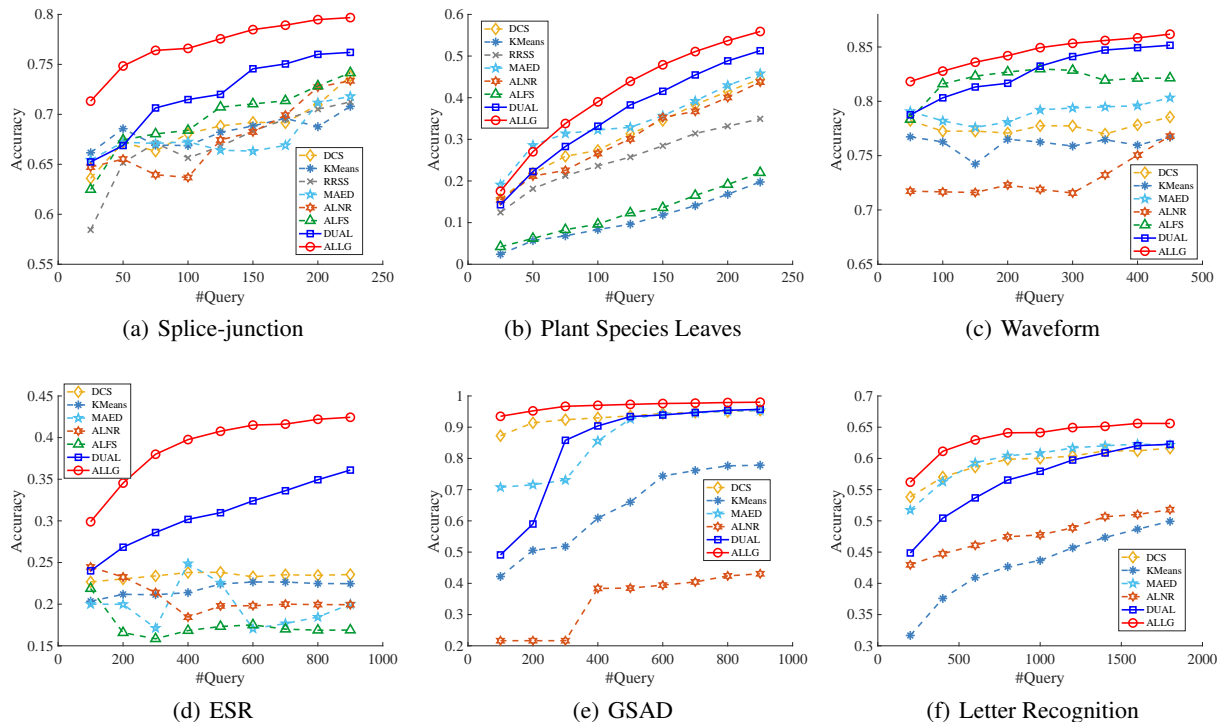 0.8
0.75
0.7
0.65
0.6
0.55
Accuracy
0 50 100 150 200 250
#Query
DCS
KMeans
RRSS
MAED
ALNR
ALFS
DUAL
ALLG
(a) Splice-junction
0.6
0.5
0.4
0.3
0.2
0.1
0
Accuracy
0 50 100 150 200 250
#Query
DCS
KMeans
RRSS
MAED
ALNR
ALFS
DUAL
ALLG
(b) Plant Species Leaves
0.85
0.8
0.75
0.7
0.65
Accuracy
0 100 200 300 400 500
#Query
DCS
KMeans
MAED
ALNR
ALFS
DUAL
ALLG
(c) Waveform
0.45
0.4
0.35
0.3
0.25
0.2
0.15
Accuracy
0 200 400 600 800 1000
#Query
DCS
KMeans
MAED
ALNR
ALFS
DUAL
ALLG
(d) ESR
1
0.9
0.8
0.7
0.6
0.5
0.4
0.3
0.2
Accuracy
0 200 400 600 800 1000
#Query
DCS
KMeans
MAED
ALNR
DUAL
ALLG
(e) GSAD
0.7
0.65
0.6
0.55
0.5
0.45
0.4
0.35
0.3
Accuracy
0 500 1000 1500 2000
#Query
DCS
KMeans
MAED
ALNR
DUAL
ALLG
(f) Letter Recognition